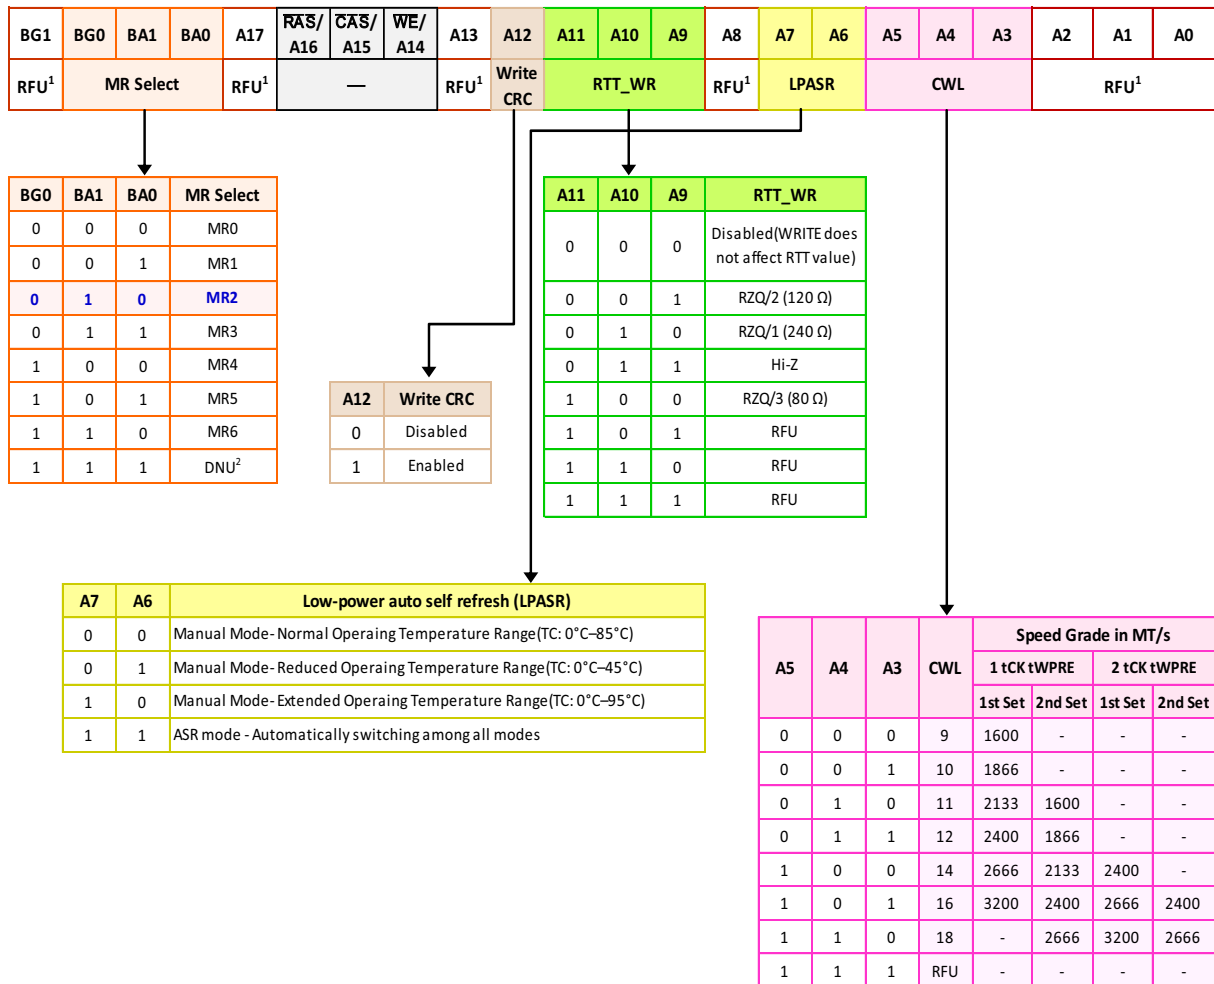 BG1 BG0 BA1 BA0 A17 RAS/ A16 CAS/ A15 WE/ A14 A13 A12 A11 A10 A9 A8 A7 A6 A5 A4 A3 A2 A1 A0
RFU1 MR Select RFU1 — RFU1 Write CRC RTT_WR RFU1 LPASR CWL RFU1
BG0 BA1 BA0 MR Select
0 0 0 MR0
0 0 1 MR1
0 1 0 MR2
0 1 1 MR3
1 0 0 MR4
1 0 1 MR5
1 1 0 MR6
1 1 1 DNU2
A12 Write CRC
0 Disabled
1 Enabled
A11 A10 A9 RTT_WR
0 0 0 Disabled(WRITE does
not affect RTT value)
0 0 1 RZQ/2 (120 Ω)
0 1 0 RZQ/1 (240 Ω)
0 1 1 Hi-Z
1 0 0 RZQ/3 (80 Ω)
1 0 1 RFU
1 1 0 RFU
1 1 1 RFU
A7 A6 Low-power auto self refresh (LPASR)
0 0 Manual Mode- Normal Operaing Temperature Range(TC: 0°C–85°C)
0 1 Manual Mode- Reduced Operaing Temperature Range(TC: 0°C–45°C)
1 0 Manual Mode- Extended Operaing Temperature Range(TC: 0°C–95°C)
1 1 ASR mode - Automatically switching among all modes
A5 A4 A3 CWL Speed Grade in MT/s
1 tCK tWPRE 2 tCK tWPRE
1st Set 2nd Set 1st Set 2nd Set
0 0 0 9 1600 - - -
0 0 1 10 1866 - - -
0 1 0 11 2133 1600 - -
0 1 1 12 2400 1866 - -
1 0 0 14 2666 2133 2400 -
1 0 1 16 3200 2400 2666 2400
1 1 0 18 - 2666 3200 2666
1 1 1 RFU - - - -